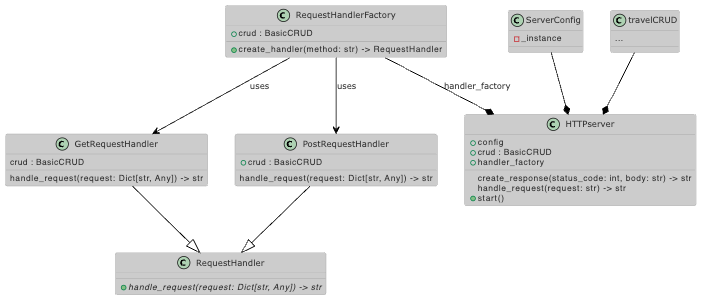 C RequestHandlerFactory
crud : BasicCRUD
create_handler(method: str) -> RequestHandler
C ServerConfig
_instance
C travelCRUD
...
uses
uses
handler_factory
C GetRequestHandler
crud : BasicCRUD
handle_request(request: Dict[str, Any]) -> str
C PostRequestHandler
crud : BasicCRUD
handle_request(request: Dict[str, Any]) -> str
C HTTPserver
config
crud : BasicCRUD
handler_factory
create_response(status_code: int, body: str) -> str
handle_request(request: str) -> str
start()
C RequestHandler
handle_request(request: Dict[str, Any]) -> str